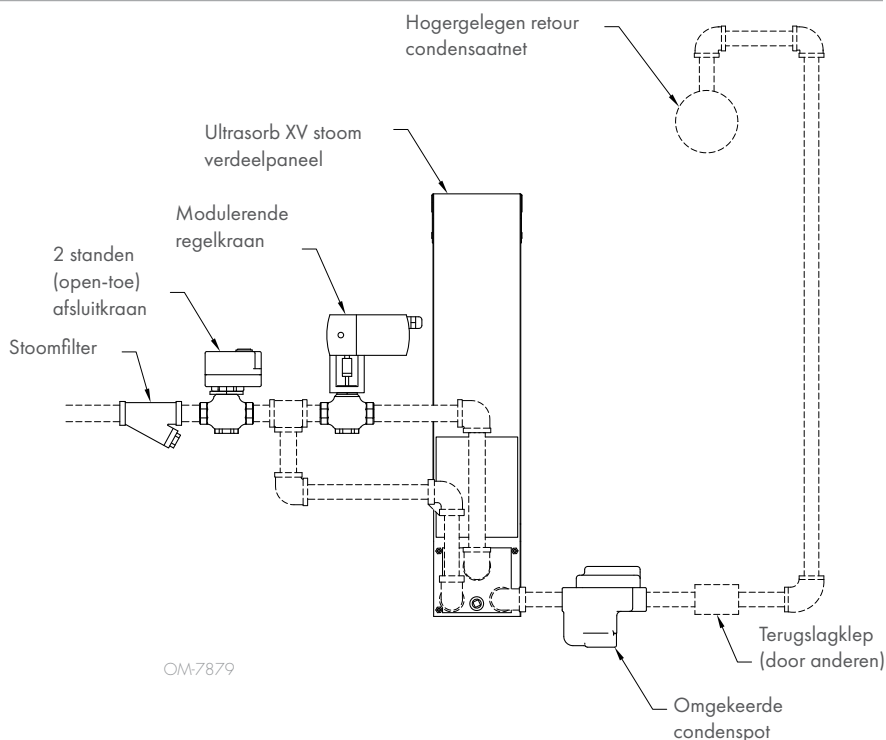 Hogergelegen retour
condensaatnet
Ultrasorb XV stoom
verdeelpaneel
Modulerende
regelkraan
2 standen
(open-toe)
afsluitkraan
Stoomfilter
Terugslagklep
(door anderen)
OM-7879
Omgekeerde
condenspot